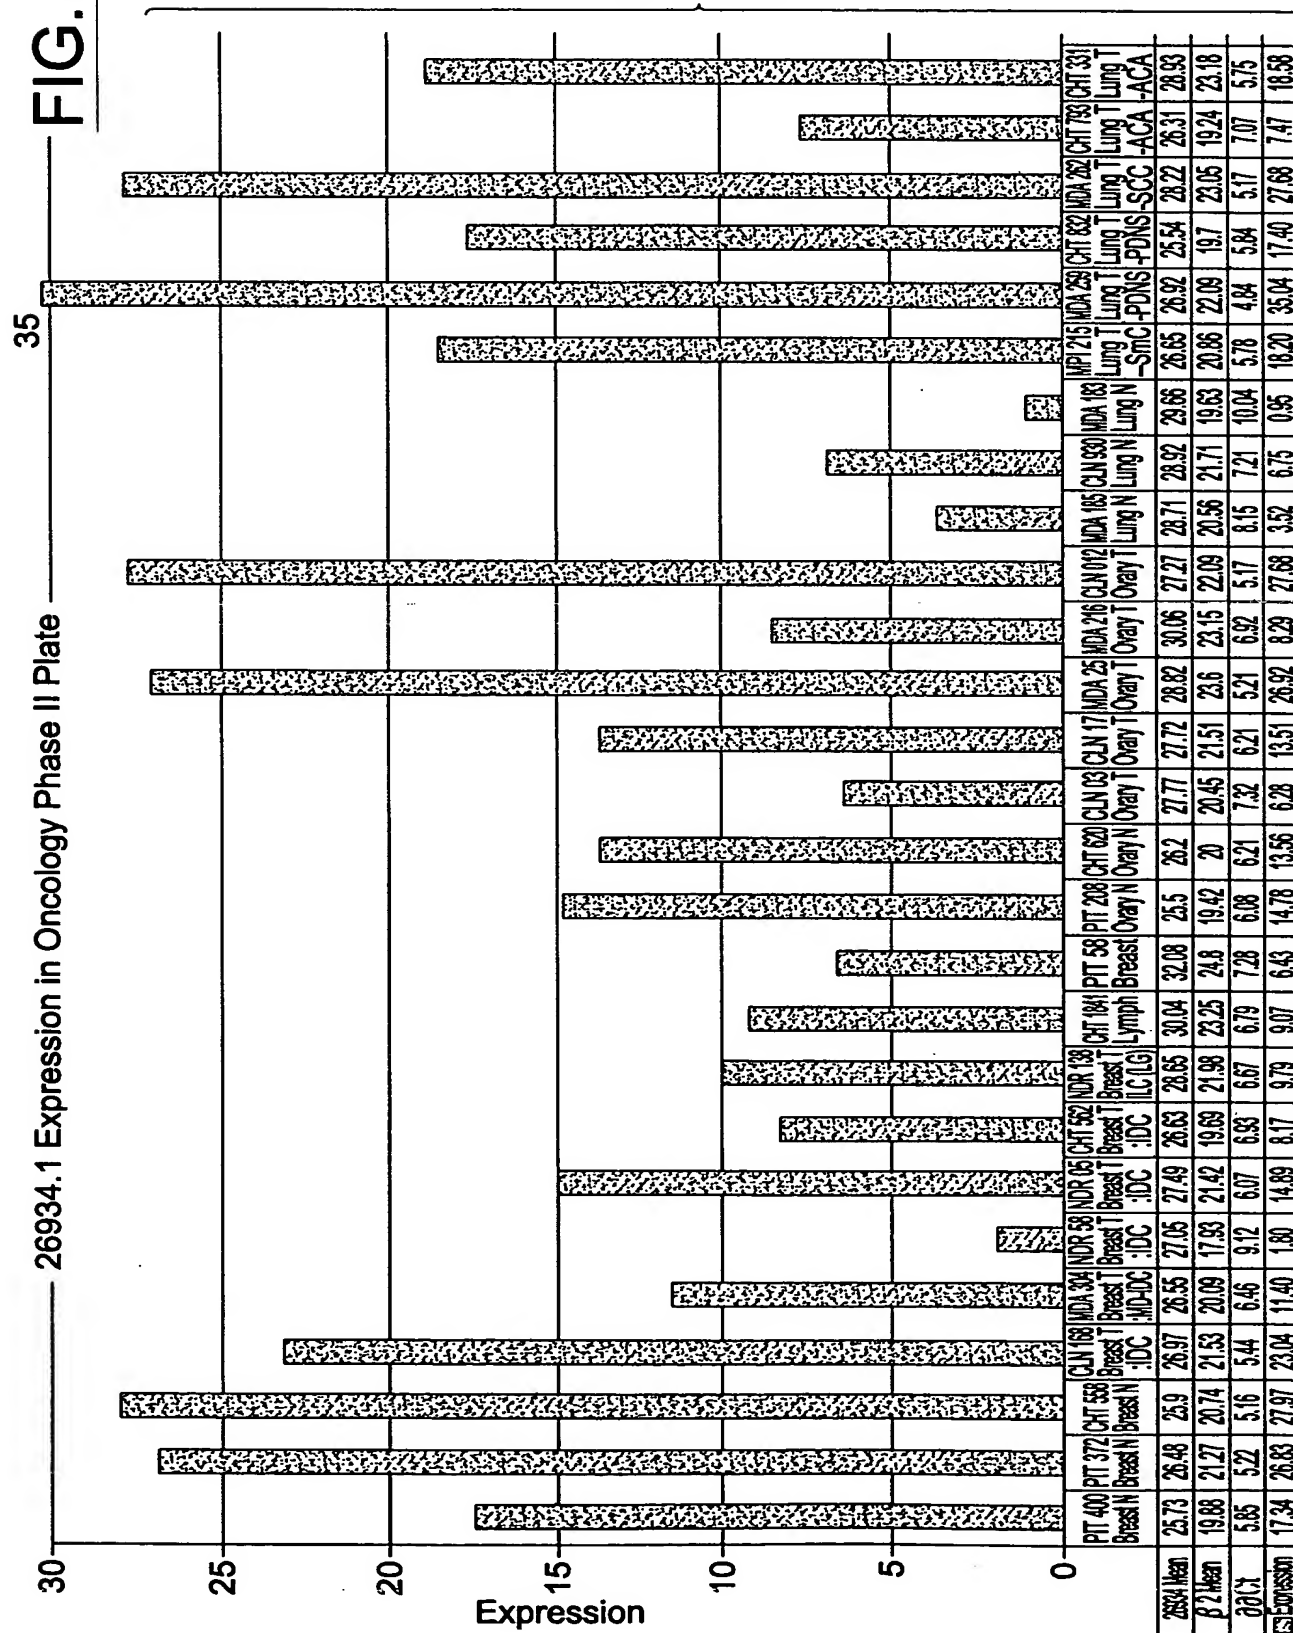 FIG.
35
26934.1 Expression in Oncology Phase II Plate
30
25
20
15
10
5
0
Expression
PIT 400 PIT 372 CHT 558 CLN 168 MDA 304 NDR 58 NDR 05 CHT 562 NDR 138 CHT 1841 PIT 58 PIT 208 CHT 620 CLN 03 CLN 17 MDA 25 MDA 216 CLN 012 MDA 185 CLN 930 MDA 183 MPI 215 MDA 259 CHT 832 MDA 262 CHT 793 CHT 331
Breast N Breast N Breast N Breast T Breast T Breast T Breast T Breast T Breast T Lymph Breast Ovary N Ovary N Ovary T Ovary T Ovary T Ovary T Ovary T Lung N Lung N Lung N Lung T Lung T Lung T Lung T Lung T Lung T
:IDC :MD-IDC :IDC :IDC :IDC ILC (LG) --SmC -PDNS -PDNS -SCC -ACA -ACA
26934 Mean 25.73 26.48 25.9 26.97 26.55 27.05 27.49 26.63 28.65 30.04 32.08 25.5 26.2 27.77 27.72 28.82 30.06 27.27 28.71 28.92 29.66 26.65 26.92 25.54 28.22 26.31 28.93
β 2 Mean 19.88 21.27 20.74 21.53 20.09 17.93 21.42 19.69 21.98 23.25 24.8 19.42 20 20.45 21.51 23.6 23.15 22.09 20.56 21.71 19.63 20.86 22.09 19.7 23.05 19.24 23.18
∂∂Ct 5.85 5.22 5.16 5.44 6.46 9.12 6.07 6.93 6.67 6.79 7.28 6.08 6.21 7.32 6.21 5.21 6.92 5.17 8.15 7.21 10.04 5.78 4.84 5.84 5.17 7.07 5.75
Expression 17.34 26.83 27.97 23.04 11.40 1.80 14.89 8.17 9.79 9.07 6.43 14.78 13.56 6.28 13.51 26.92 8.29 27.68 3.52 6.75 0.95 18.20 35.04 17.40 27.68 7.47 18.58